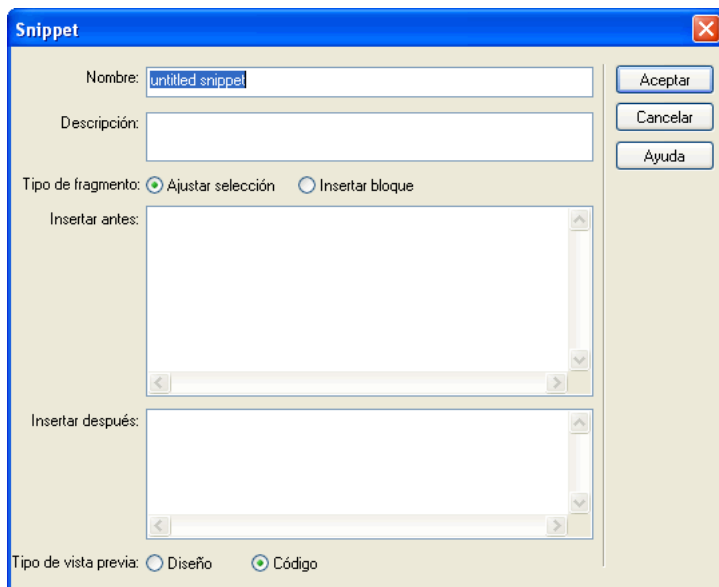 Snippet
Nombre: untitled snippet
Aceptar
Descripción:
Cancelar
Ayuda
Tipo de fragmento: Ajustar selección Insertar bloque
Insertar antes:
Insertar después:
Tipo de vista previa: Diseño Código